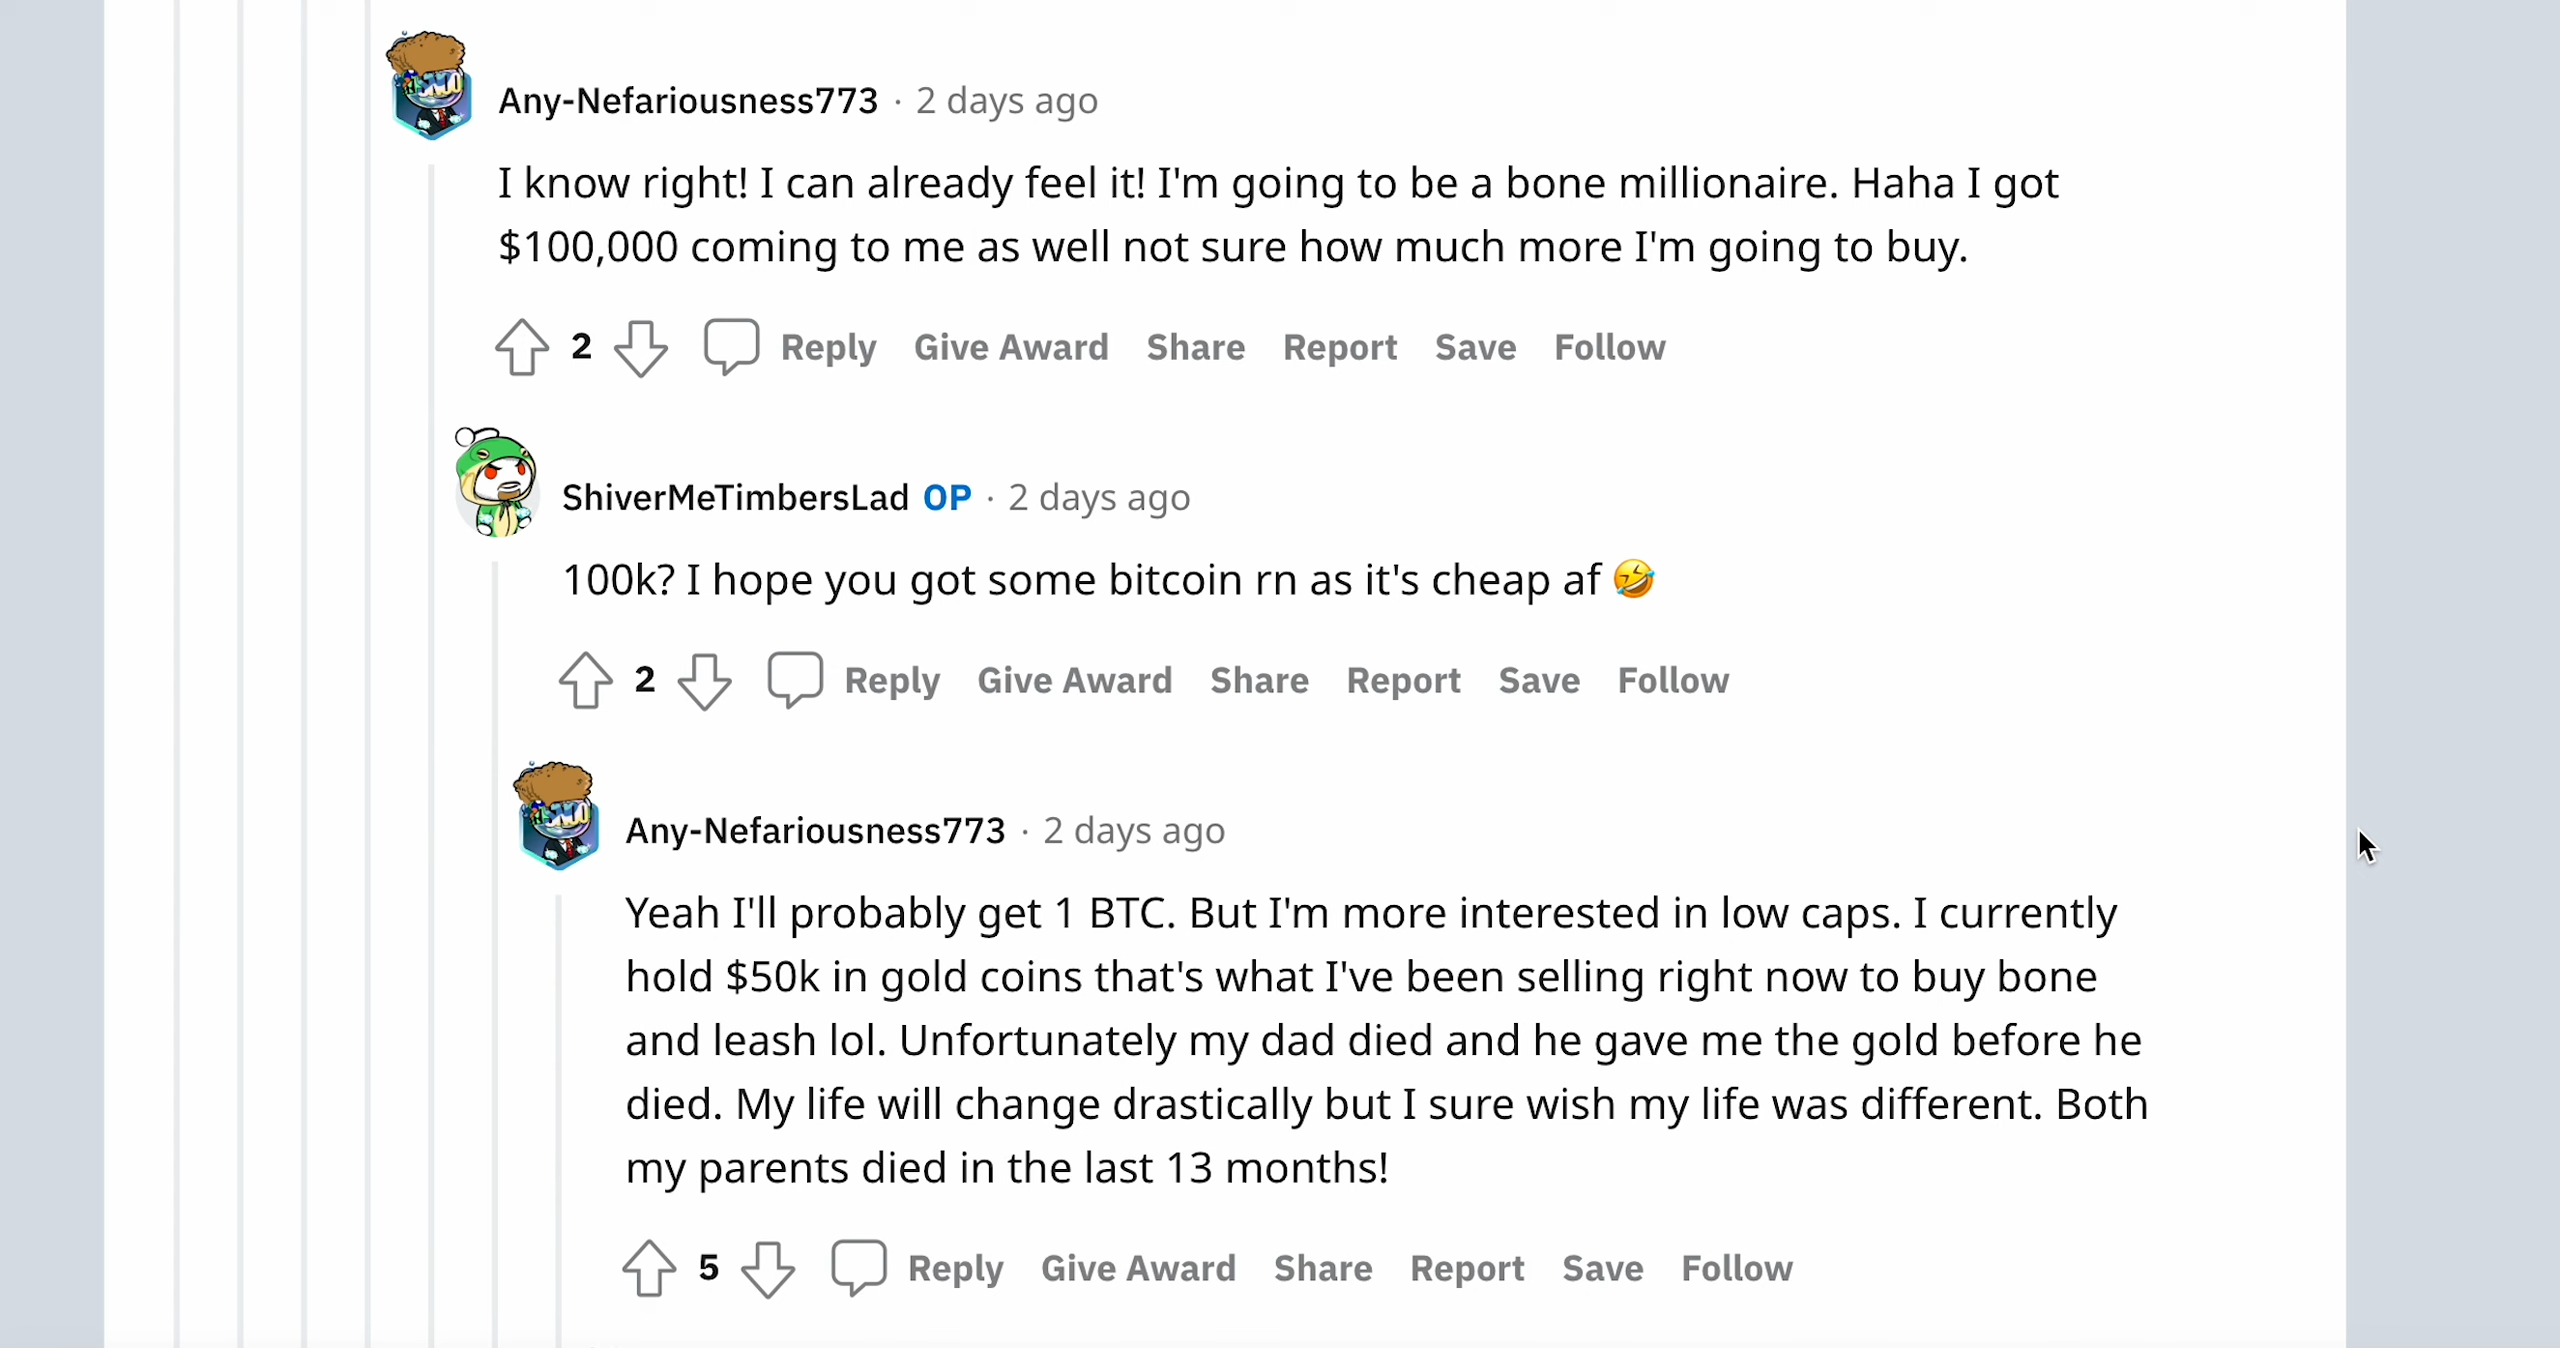 Any-Nefariousness773 · 2 days ago
I know right! I can already feel it! I'm going to be a bone millionaire. Haha I got
$100,000 coming to me as well not sure how much more I'm going to buy.
2 Reply Give Award Share Report Save Follow
ShiverMeTimbersLad OP · 2 days ago
100k? I hope you got some bitcoin rn as it's cheap af 🤣
2 Reply Give Award Share Report Save Follow
Any-Nefariousness773 · 2 days ago
Yeah I'll probably get 1 BTC. But I'm more interested in low caps. I currently
hold $50k in gold coins that's what I've been selling right now to buy bone
and leash lol. Unfortunately my dad died and he gave me the gold before he
died. My life will change drastically but I sure wish my life was different. Both
my parents died in the last 13 months!
5 Reply Give Award Share Report Save Follow